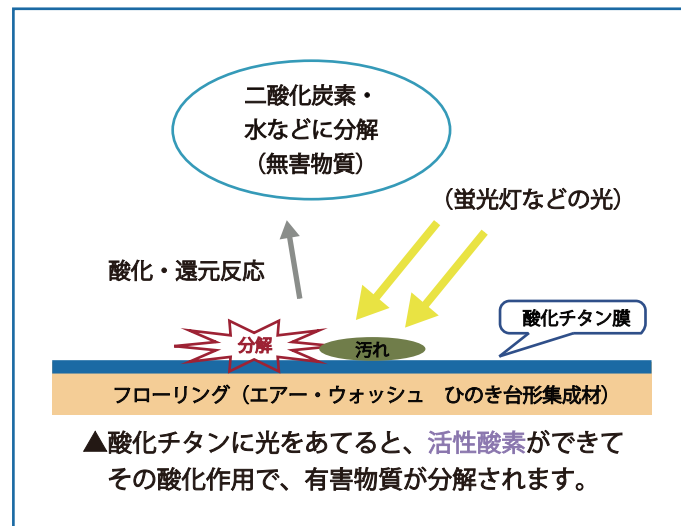 二酸化炭素・
水などに分解
（無害物質）
（蛍光灯などの光）
酸化・還元反応
酸化チタン膜
分解
汚れ
フローリング（エアー・ウォッシュ　ひのき台形集成材）
▲酸化チタンに光をあてると、活性酸素ができて
その酸化作用で、有害物質が分解されます。